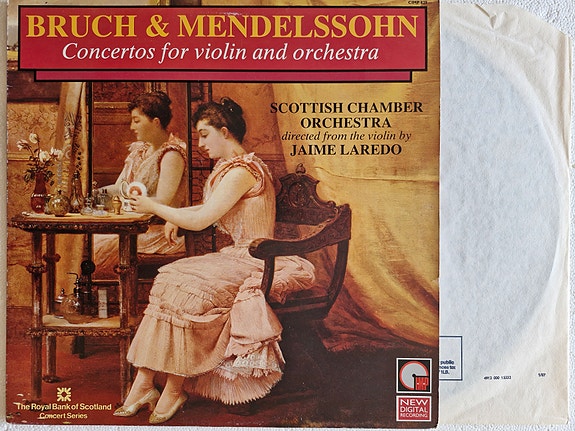 BRUCH & MENDELSSOHN
Concertos for violin and orchestra
SCOTTISH CHAMBER
ORCHESTRA
directed from the violin by
JAIME LAREDO
The Royal Bank of Scotland
Concert Series
NEW
DIGITAL
RECORDING
public